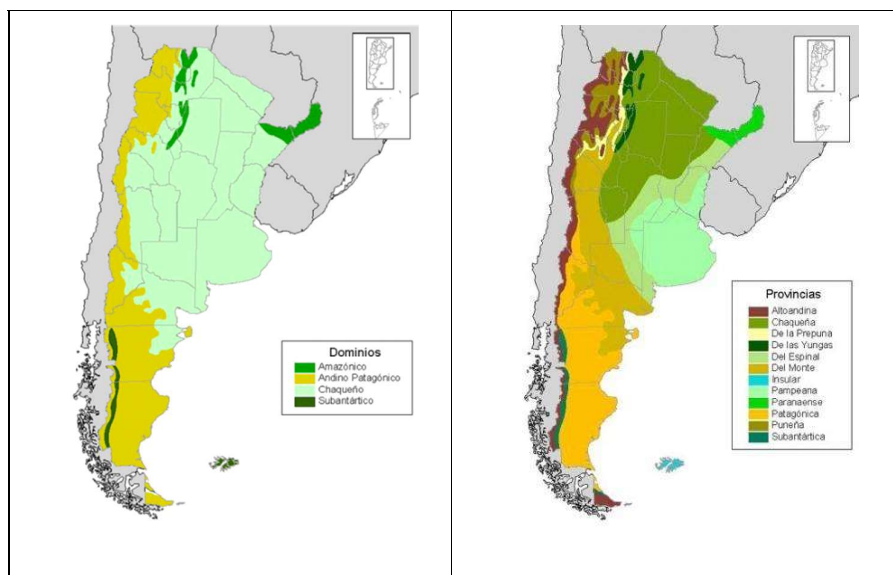 Dominios
Amazónico
Andino Patagónico
Chaqueño
Subantártico
Provincias
Altoandina
Chaqueña
De la Prepuna
De las Yungas
Del Espinal
Del Monte
Insular
Pampeana
Paranaense
Patagónica
Puneña
Subantártica